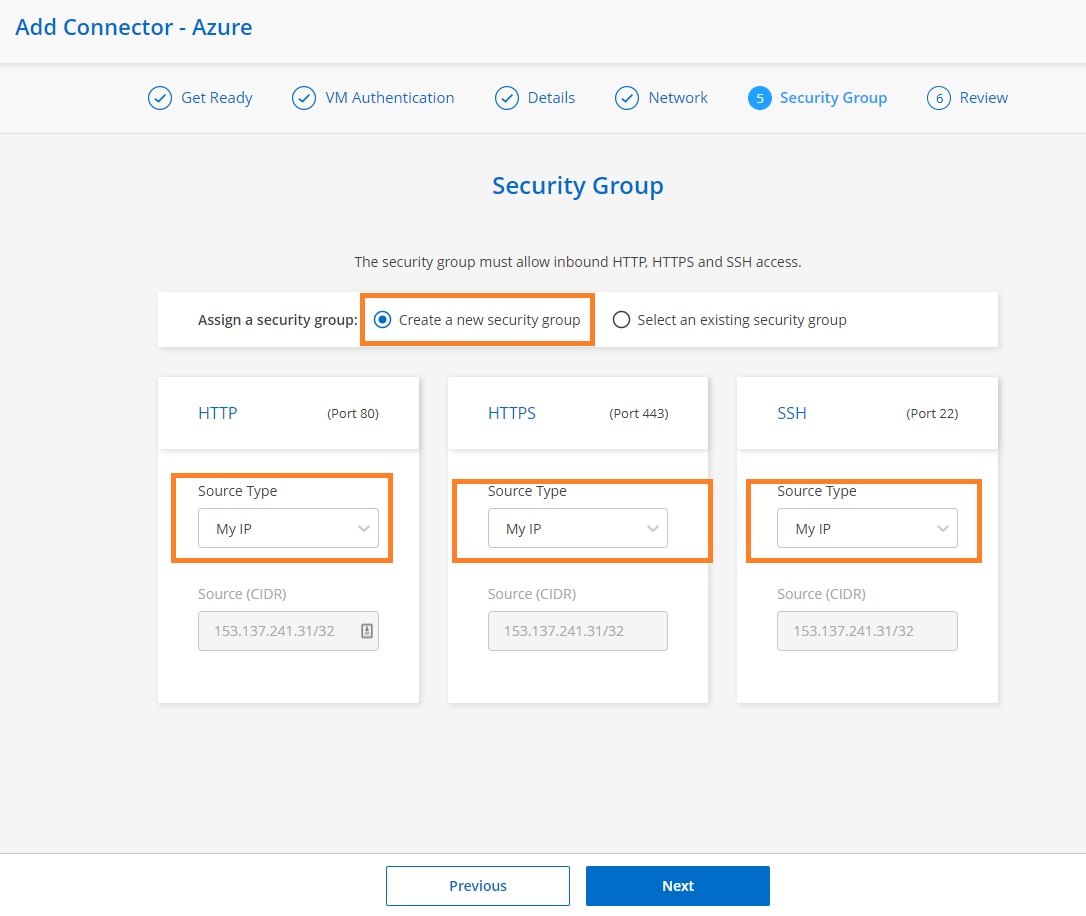 Add Connector - Azure
Get Ready
VM Authentication
Details
Network
5 Security Group
6 Review
Security Group
The security group must allow inbound HTTP, HTTPS and SSH access.
Assign a security group: Create a new security group Select an existing security group
HTTP (Port 80)
Source Type
My IP
Source (CIDR)
153.137.241.31/32
HTTPS (Port 443)
Source Type
My IP
Source (CIDR)
153.137.241.31/32
SSH (Port 22)
Source Type
My IP
Source (CIDR)
153.137.241.31/32
Previous
Next